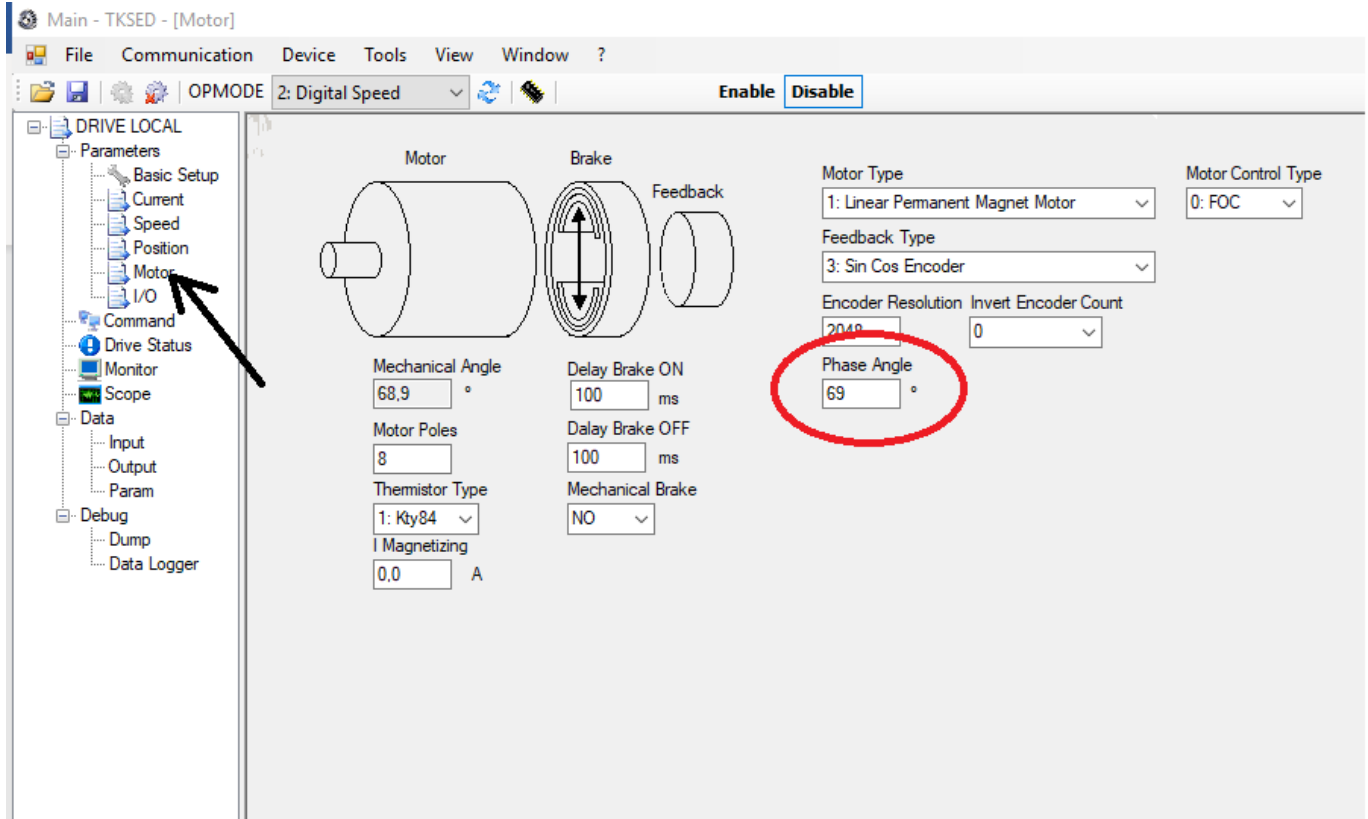 Main - TKSED - [Motor]
File Communication Device Tools View Window ?
OPMODE 2: Digital Speed Enable Disable
DRIVE LOCAL
Parameters
Basic Setup
Current
Speed
Position
Motor
I/O
Command
Drive Status
Monitor
Scope
Data
Input
Output
Param
Debug
Dump
Data Logger
Motor
Brake
Feedback
Mechanical Angle
68,9 °
Motor Poles
8
Thermistor Type
1: Kty84
I Magnetizing
0,0 A
Delay Brake ON
100 ms
Dalay Brake OFF
100 ms
Mechanical Brake
NO
Motor Type
1: Linear Permanent Magnet Motor
Feedback Type
3: Sin Cos Encoder
Encoder Resolution Invert Encoder Count
2048 0
Phase Angle
69 °
Motor Control Type
0: FOC